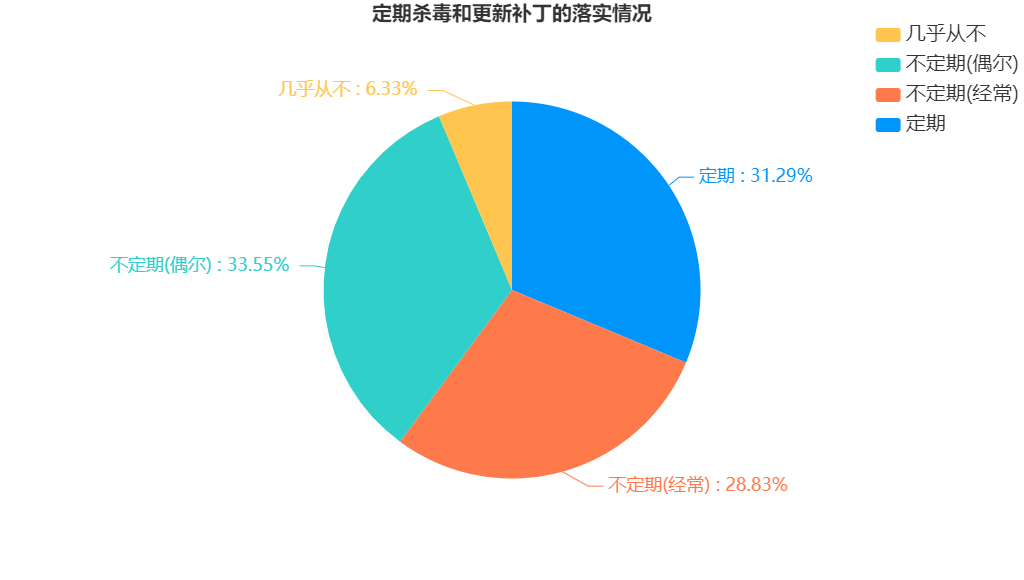 定期杀毒和更新补丁的落实情况
几乎从不
不定期(偶尔)
不定期(经常)
定期
几乎从不 : 6.33%
定期 : 31.29%
不定期(偶尔) : 33.55%
不定期(经常) : 28.83%